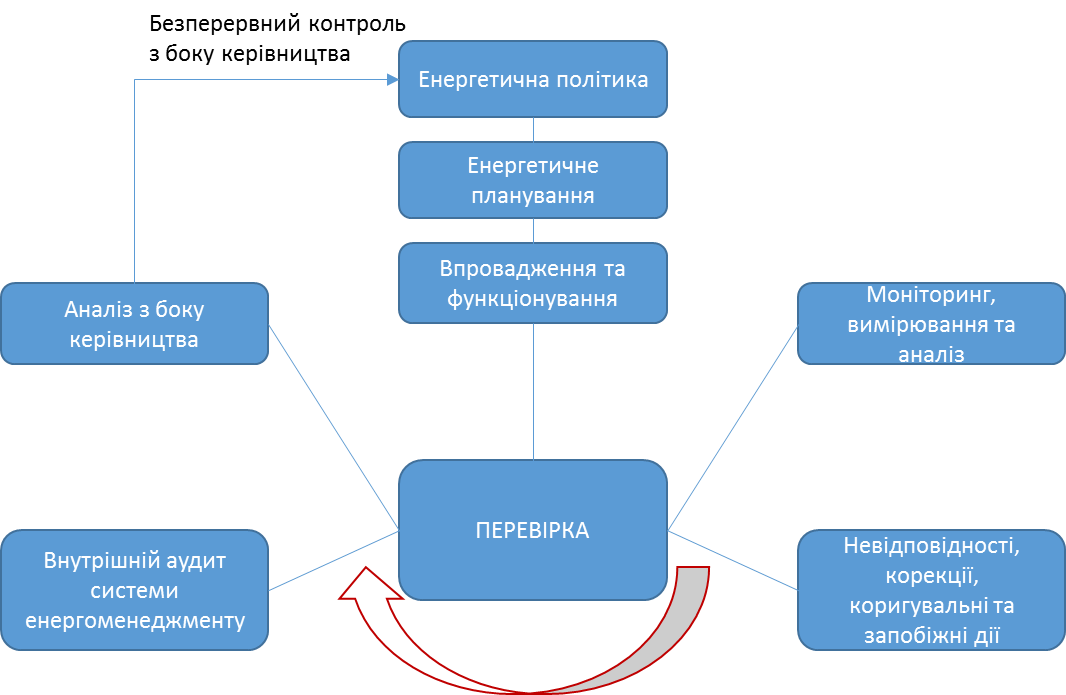 Безперервний контроль
з боку керівництва
Енергетична політика
Енергетичне
планування
Впровадження та
функціонування
Аналіз з боку
керівництва
Моніторинг,
вимірювання та
аналіз
ПЕРЕВІРКА
Внутрішній аудит
системи
енергоменеджменту
Невідповідності,
корекції,
коригувальні та
запобіжні дії